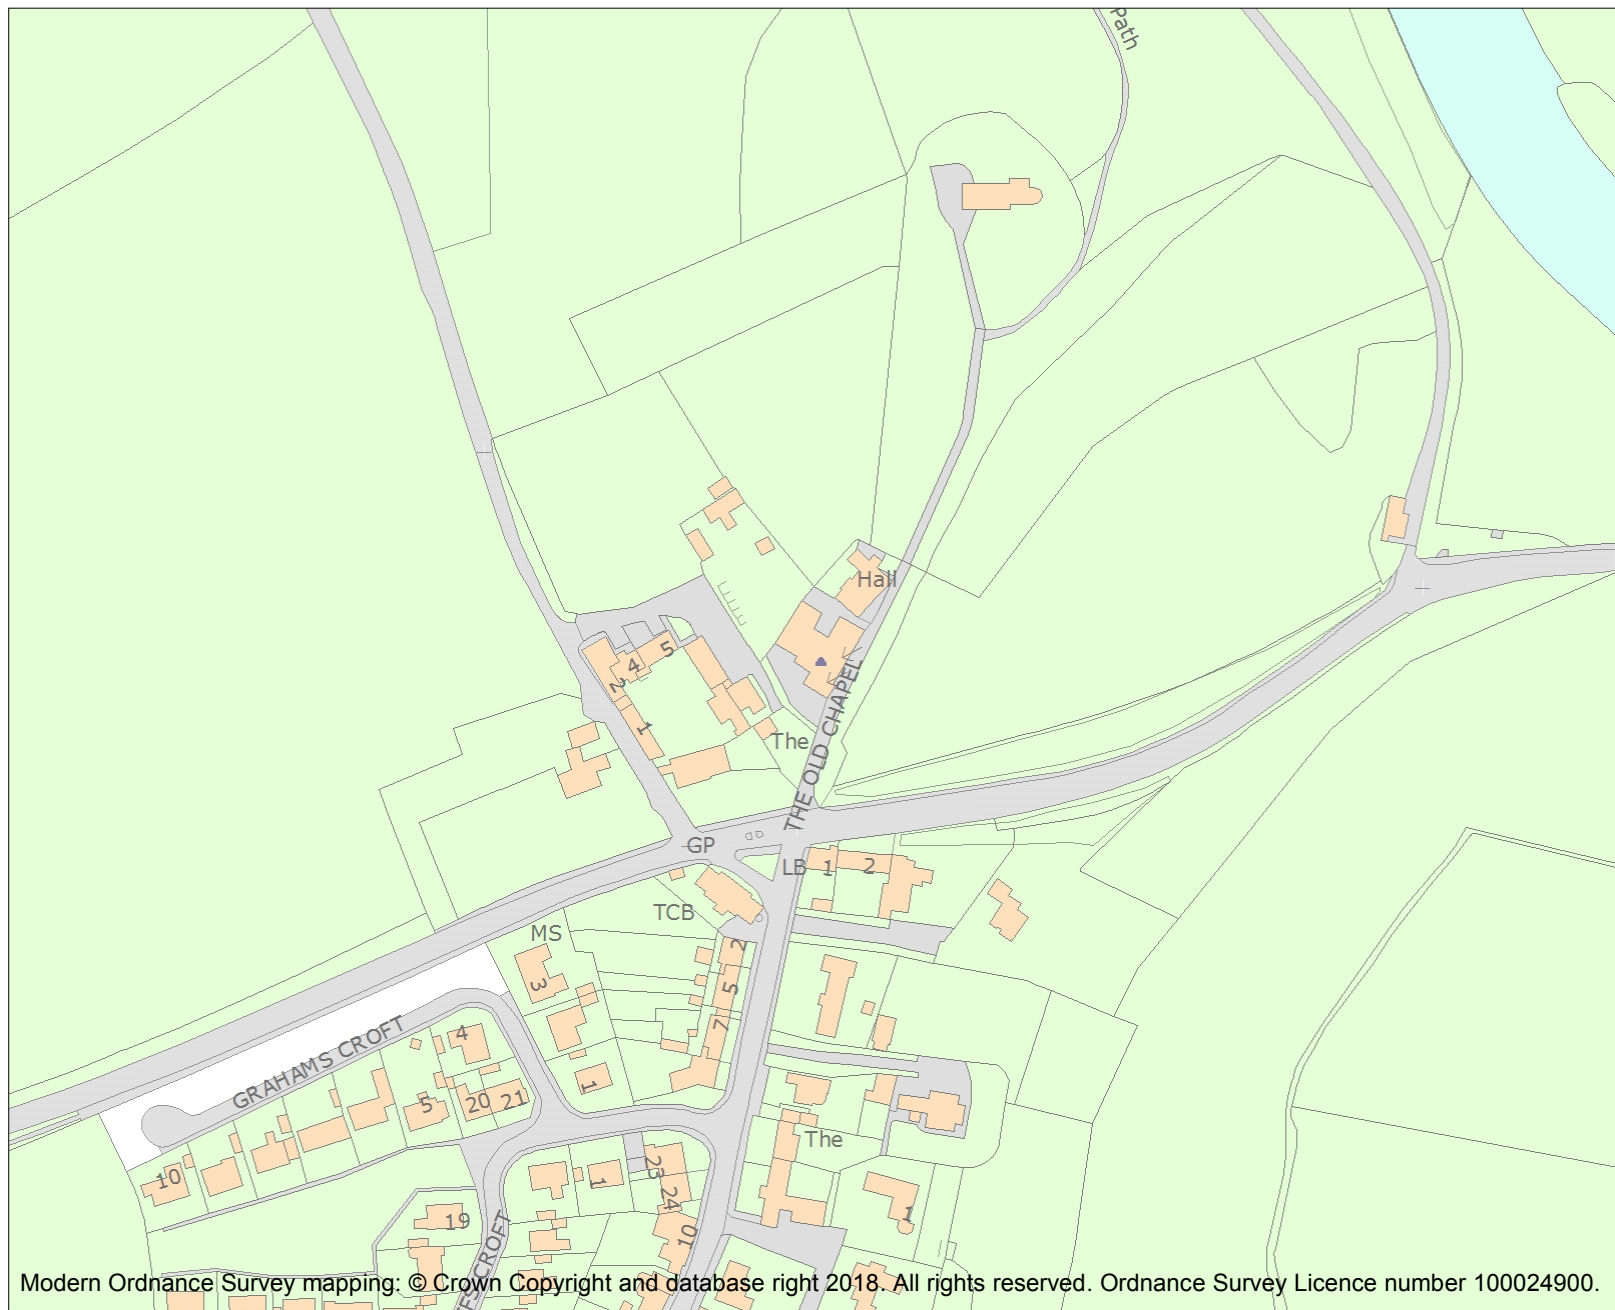 Path
Hall
5
4
2
1
The
THE OLD CHAPEL
GP
LB 1 2
TCB
MS
2
3
5
7
GRAHAMS CROFT
4
1
5
20 21
The
10
23
1
24
1
19
10
Modern Ordnance Survey mapping: © Crown Copyright and database right 2018. All rights reserved. Ordnance Survey Licence number 100024900.